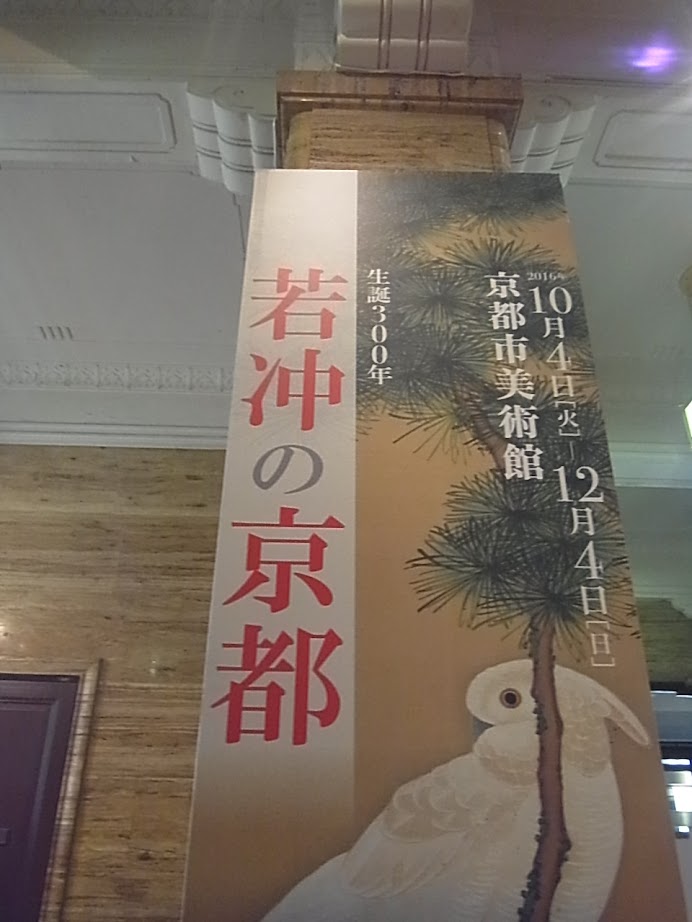 2016年
10月4日[火]―12月4日[日]
京都市美術館
生誕300年
若冲の京都